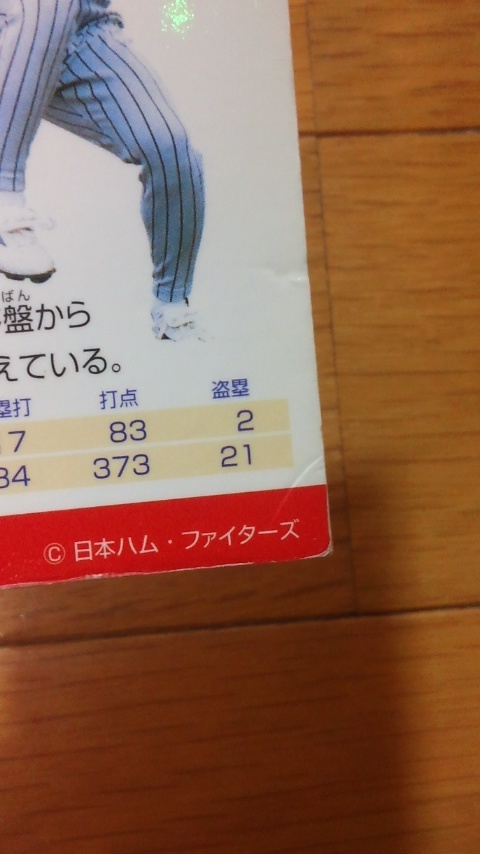 ばん
盤から
えている。
塁打 打点 盗塁
17 83 2
34 373 21
© 日本ハム・ファイターズ